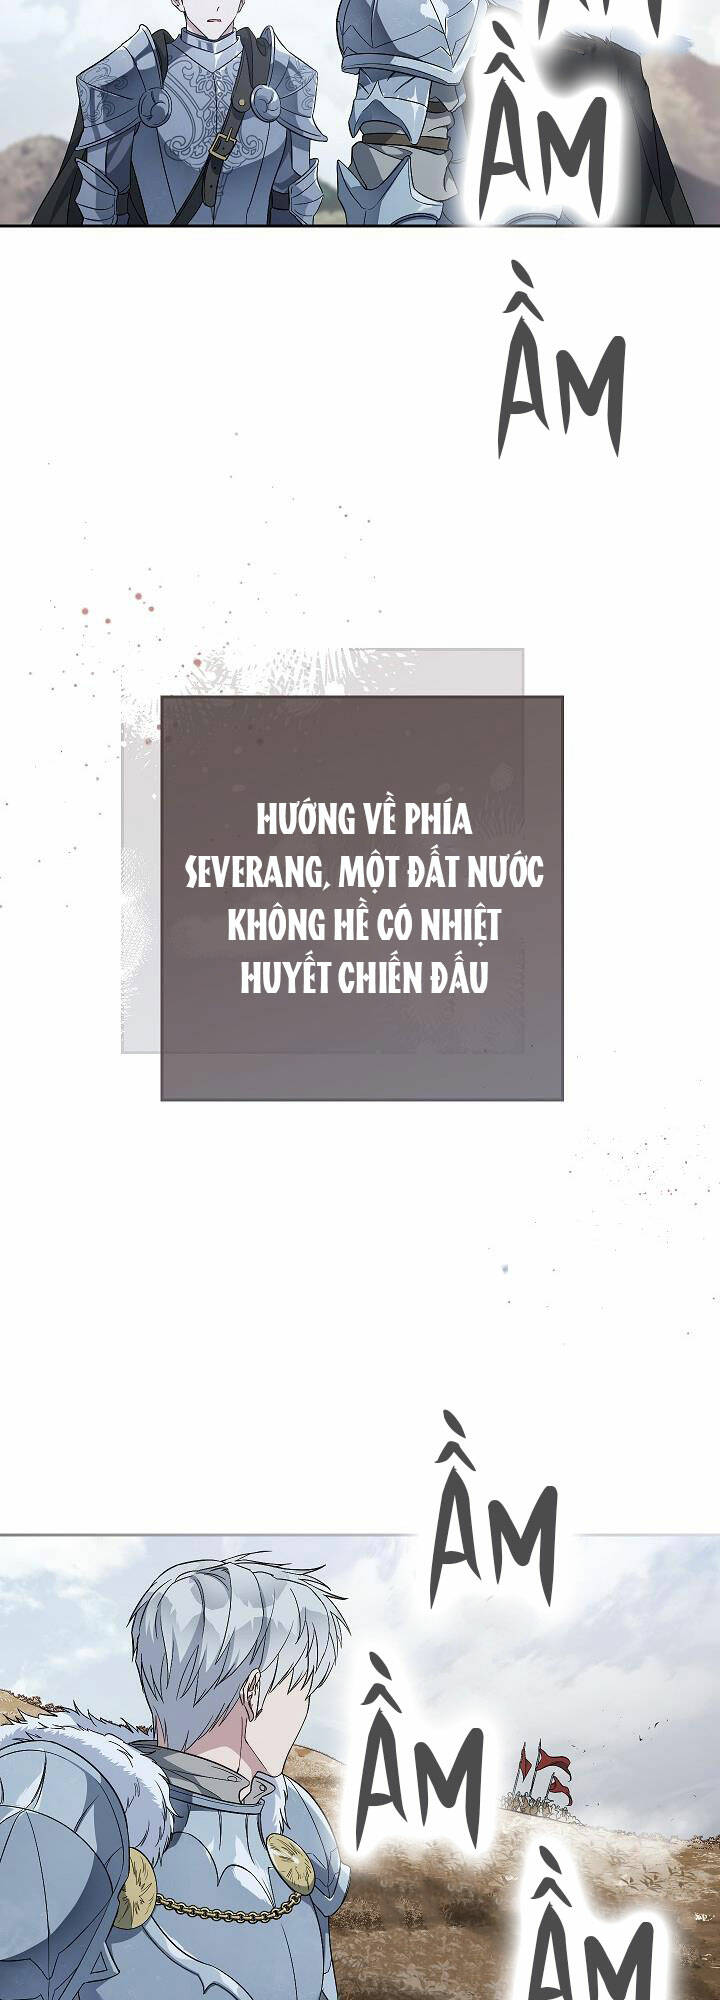 ẦM
ẦM
ẦM
HƯỚNG VỀ PHÍA
SEVERANG, MỘT ĐẤT NƯỚC
KHÔNG HỀ CÓ NHIỆT
HUYẾT CHIẾN ĐẤU
ẦM
ẦM
ẦM